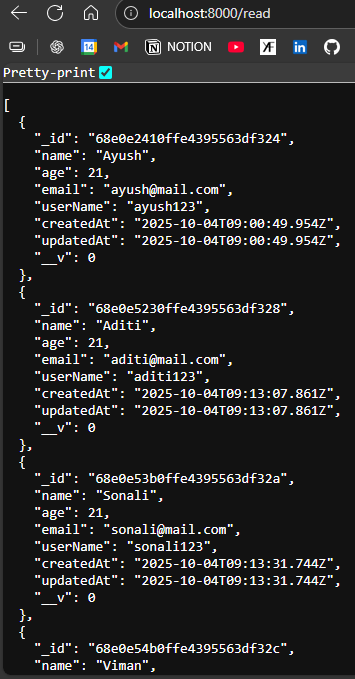 localhost:8000/read
14 NOTION in
Pretty-print
[
  {
    "_id": "68e0e2410ffe4395563df324",
    "name": "Ayush",
    "age": 21,
    "email": "ayush@mail.com",
    "userName": "ayush123",
    "createdAt": "2025-10-04T09:00:49.954Z",
    "updatedAt": "2025-10-04T09:00:49.954Z",
    "__v": 0
  },
  {
    "_id": "68e0e5230ffe4395563df328",
    "name": "Aditi",
    "age": 21,
    "email": "aditi@mail.com",
    "userName": "aditi123",
    "createdAt": "2025-10-04T09:13:07.861Z",
    "updatedAt": "2025-10-04T09:13:07.861Z",
    "__v": 0
  },
  {
    "_id": "68e0e53b0ffe4395563df32a",
    "name": "Sonali",
    "age": 21,
    "email": "sonali@mail.com",
    "userName": "sonali123",
    "createdAt": "2025-10-04T09:13:31.744Z",
    "updatedAt": "2025-10-04T09:13:31.744Z",
    "__v": 0
  },
  {
    "_id": "68e0e54b0ffe4395563df32c",
    "name": "Viman",